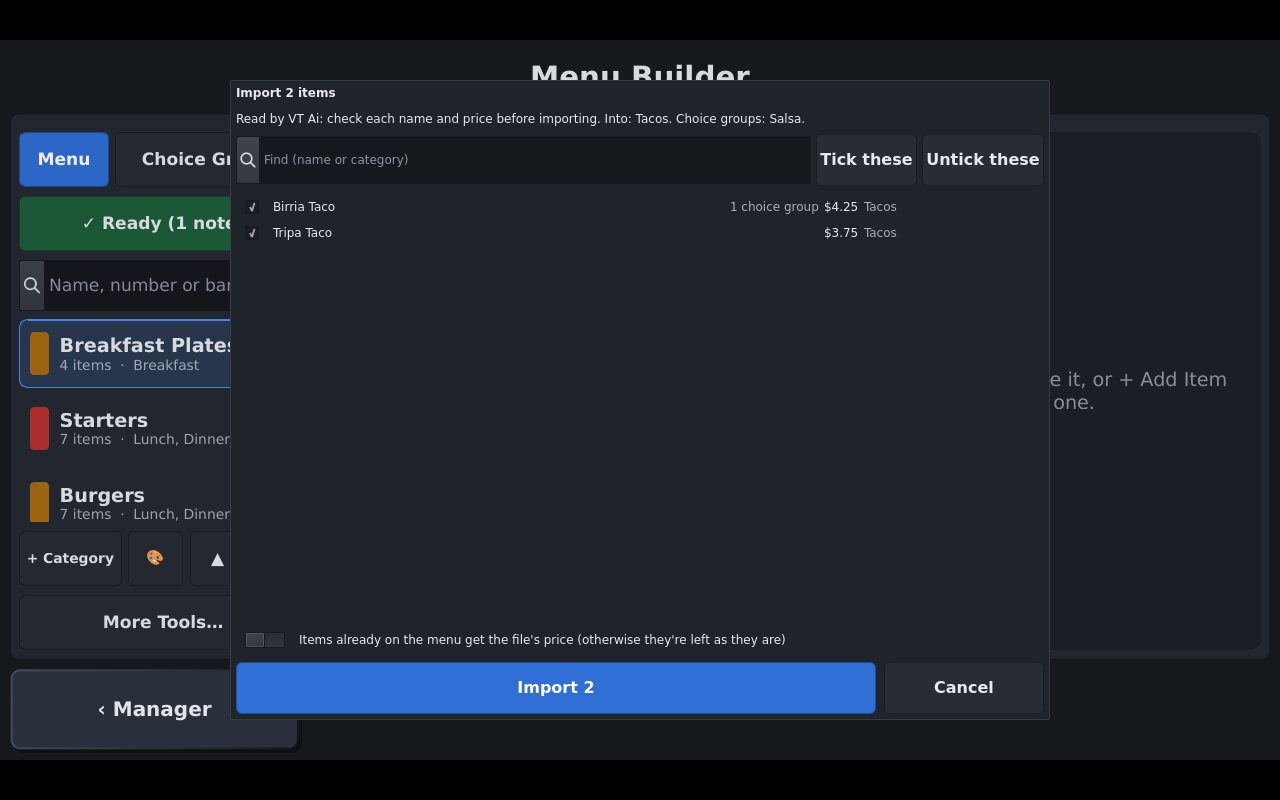 Menu Builder
Import 2 items
Read by VT Ai: check each name and price before importing. Into: Tacos. Choice groups: Salsa.
Find (name or category)
Tick these
Untick these
✓ Birria Taco 1 choice group $4.25 Tacos
✓ Tripa Taco $3.75 Tacos
Items already on the menu get the file's price (otherwise they're left as they are)
Import 2
Cancel
Menu
Choice Gr
✓ Ready (1 note
Name, number or bar
Breakfast Plates
4 items · Breakfast
Starters
7 items · Lunch, Dinner
Burgers
7 items · Lunch, Dinner
+ Category
▲
More Tools...
‹ Manager
e it, or + Add Item
one.